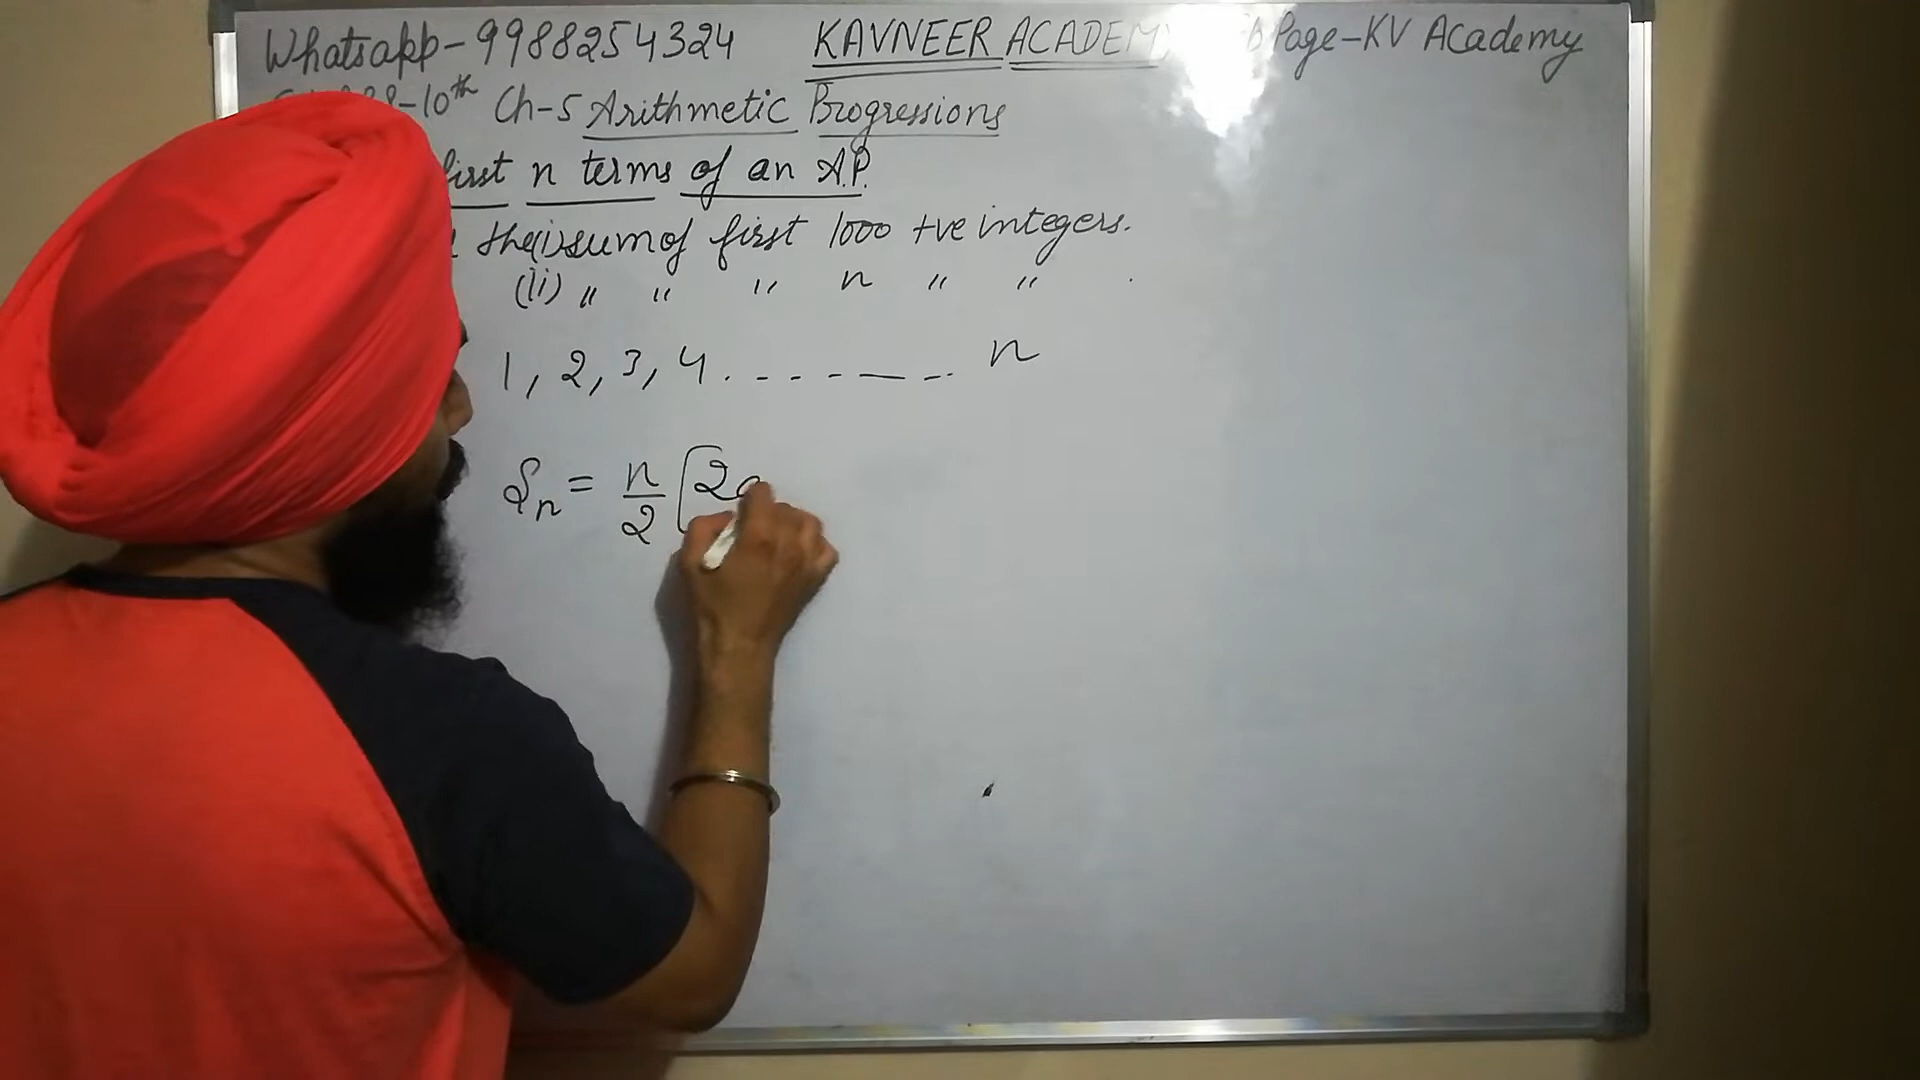 Whatsapp-9988254324 KAVNEER ACADEMY Page-KV Academy
-10th Ch-5 Arithmetic Progressions
first n terms of an A.P.
the(i)sum of first 1000 +ve integers.
(ii) " " " n " " .
1, 2, 3, 4 . - - - - - - . n
Sn = n/2 [2a